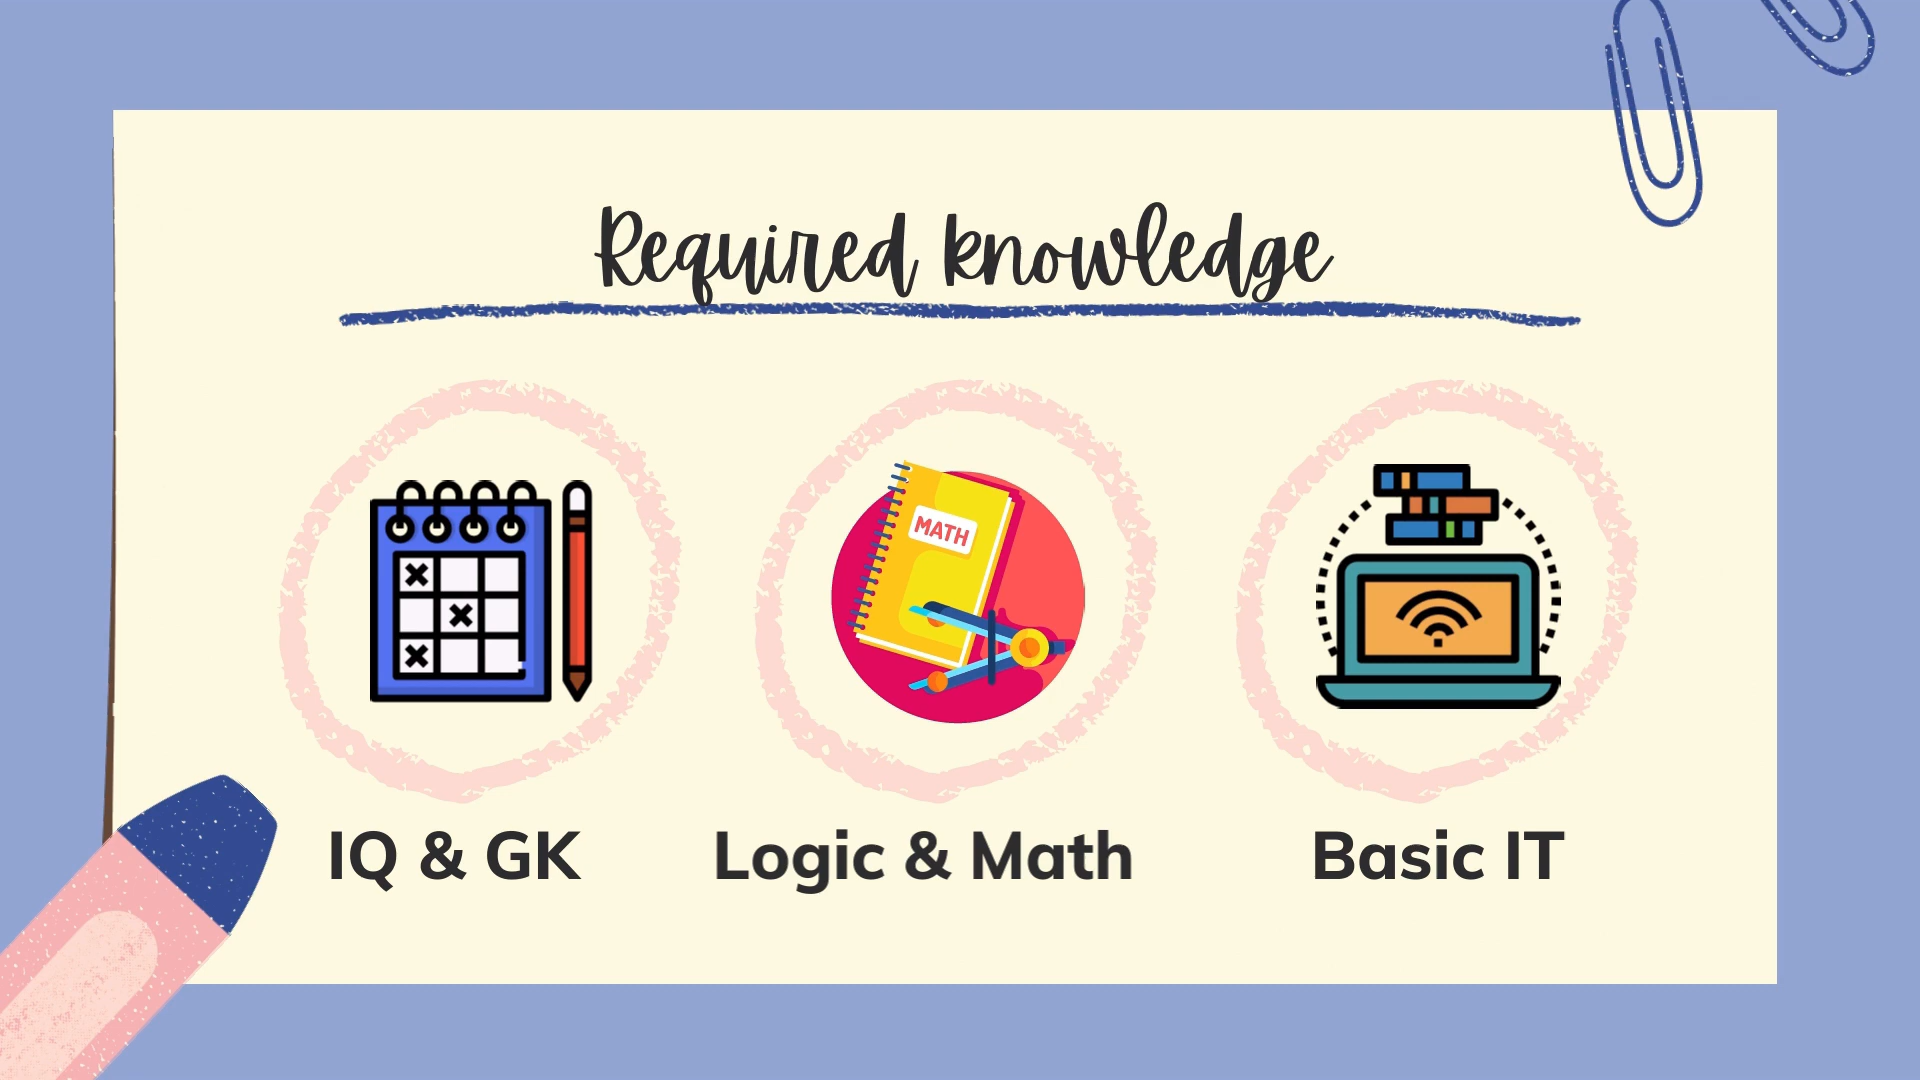 Required knowledge
MATH
IQ & GK
Logic & Math
Basic IT